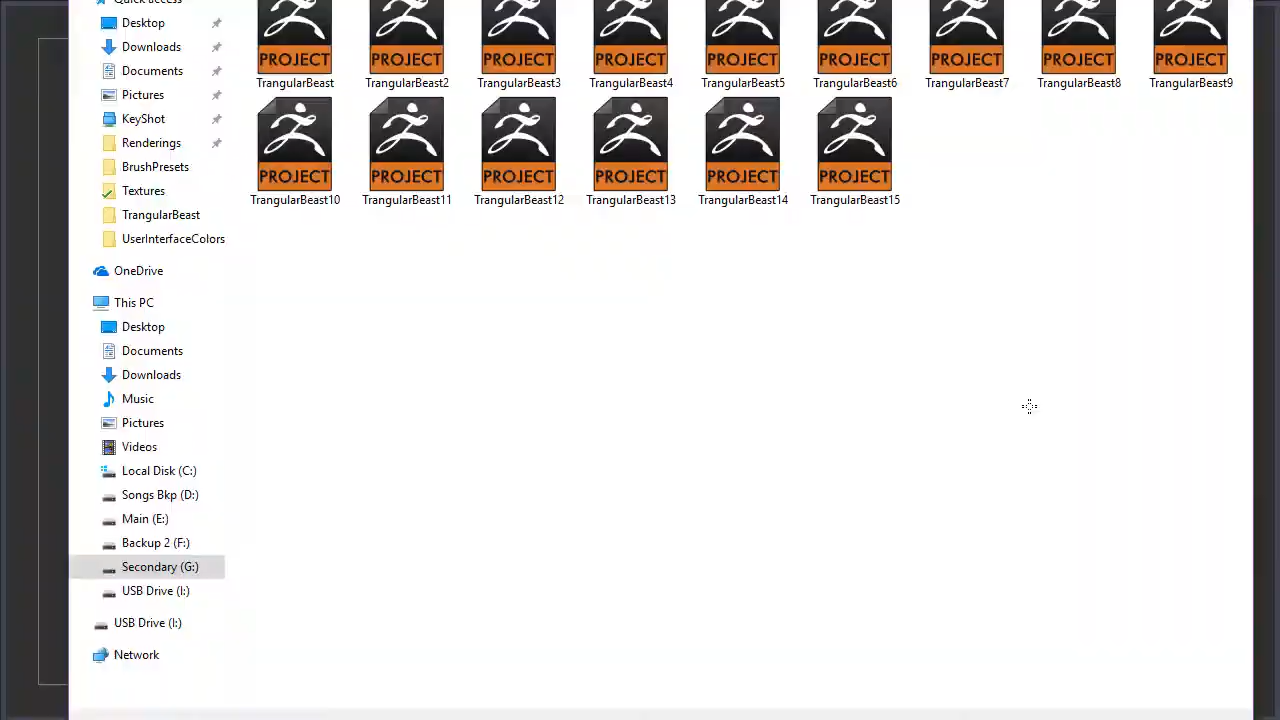 Quick access
Desktop
Downloads
Documents
Pictures
KeyShot
Renderings
BrushPresets
Textures
TrangularBeast
UserInterfaceColors
OneDrive
This PC
Desktop
Documents
Downloads
Music
Pictures
Videos
Local Disk (C:)
Songs Bkp (D:)
Main (E:)
Backup 2 (F:)
Secondary (G:)
USB Drive (I:)
USB Drive (I:)
Network
PROJECT PROJECT PROJECT PROJECT PROJECT PROJECT PROJECT PROJECT PROJECT
TrangularBeast TrangularBeast2 TrangularBeast3 TrangularBeast4 TrangularBeast5 TrangularBeast6 TrangularBeast7 TrangularBeast8 TrangularBeast9
PROJECT PROJECT PROJECT PROJECT PROJECT PROJECT
TrangularBeast10 TrangularBeast11 TrangularBeast12 TrangularBeast13 TrangularBeast14 TrangularBeast15